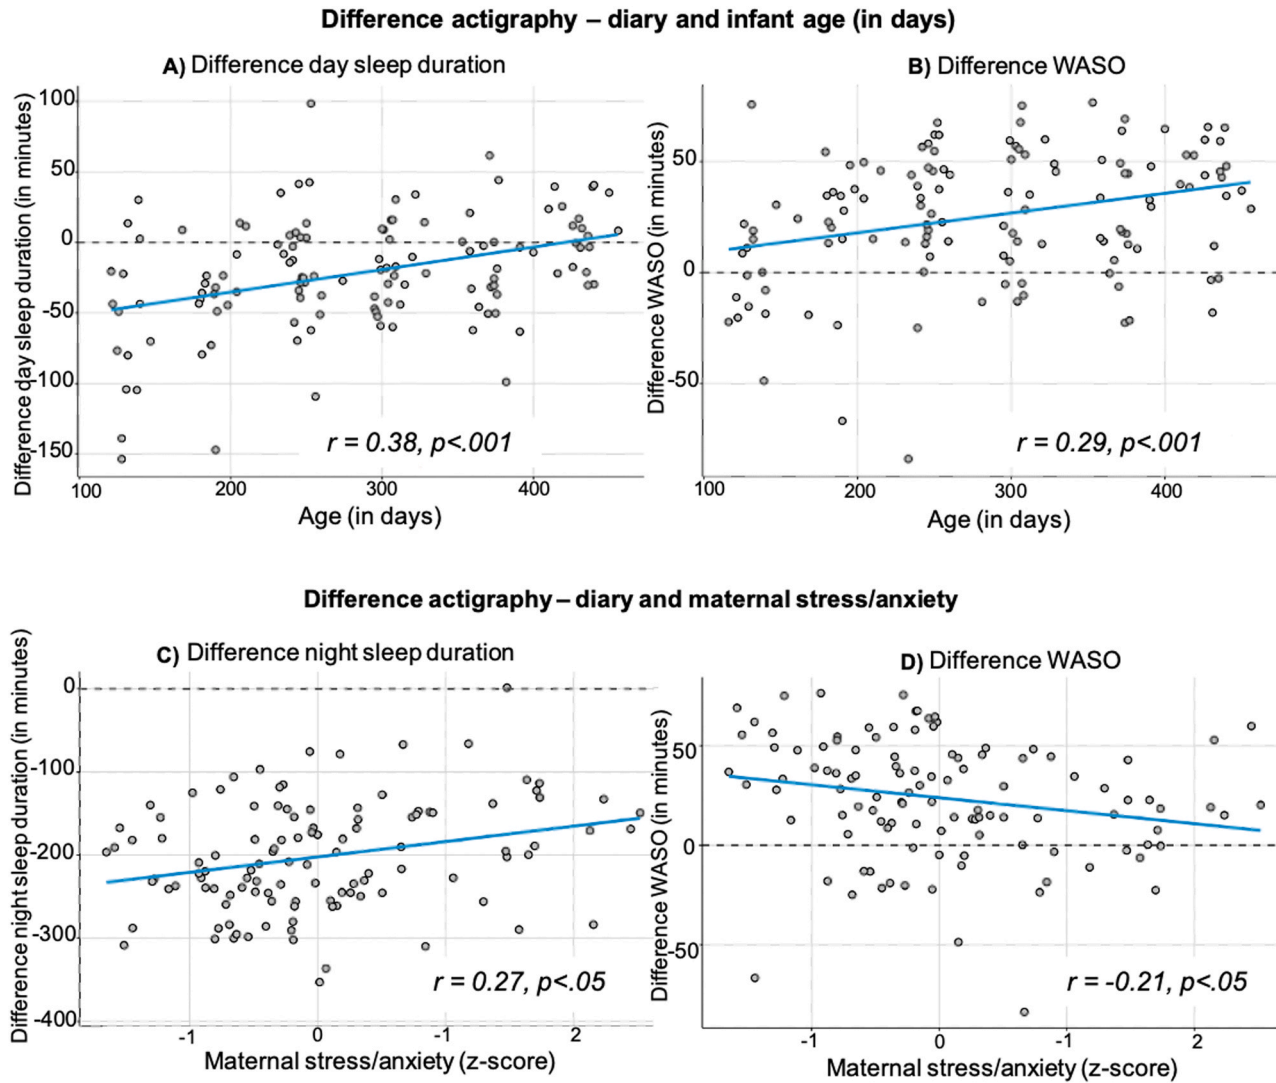 Difference actigraphy – diary and infant age (in days)
A) Difference day sleep duration
B) Difference WASO
Difference day sleep duration (in minutes)
100
50
0
-50
-100
-150
r = 0.38, p<.001
100
200
300
400
Age (in days)
Difference WASO (in minutes)
50
0
-50
r = 0.29, p<.001
100
200
300
400
Age (in days)
Difference actigraphy – diary and maternal stress/anxiety
C) Difference night sleep duration
D) Difference WASO
Difference night sleep duration (in minutes)
0
-100
-200
-300
-400
r = 0.27, p<.05
-1
0
-1
2
Maternal stress/anxiety (z-score)
Difference WASO (in minutes)
50
0
-50
r = -0.21, p<.05
-1
0
-1
2
Maternal stress/anxiety (z-score)